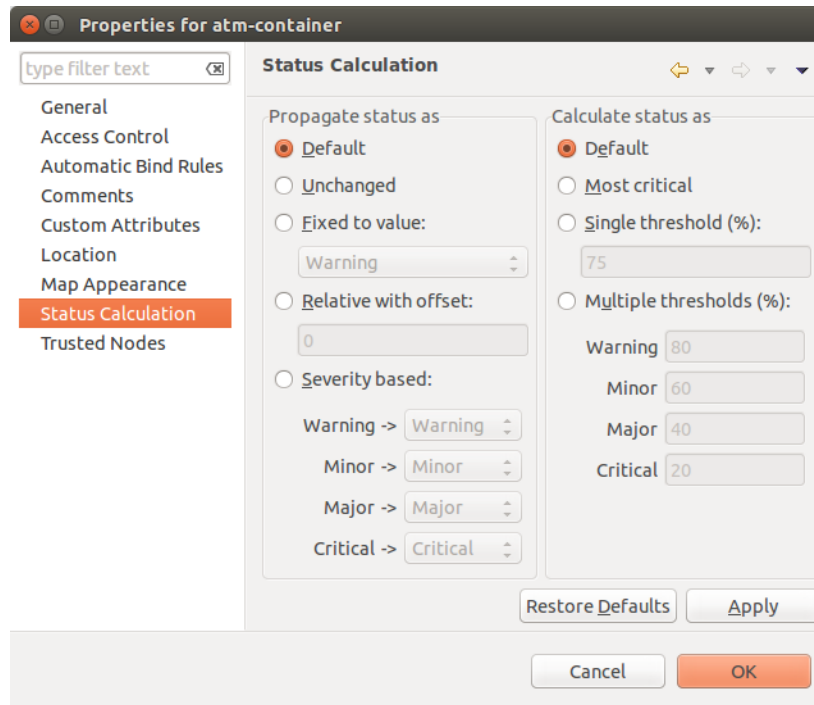 Properties for atm-container
type filter text
General
Access Control
Automatic Bind Rules
Comments
Custom Attributes
Location
Map Appearance
Status Calculation
Trusted Nodes
Status Calculation
Propagate status as
Default
Unchanged
Fixed to value:
Warning
Relative with offset:
0
Severity based:
Warning -> Warning
Minor -> Minor
Major -> Major
Critical -> Critical
Calculate status as
Default
Most critical
Single threshold (%):
75
Multiple thresholds (%):
Warning 80
Minor 60
Major 40
Critical 20
Restore Defaults Apply
Cancel OK